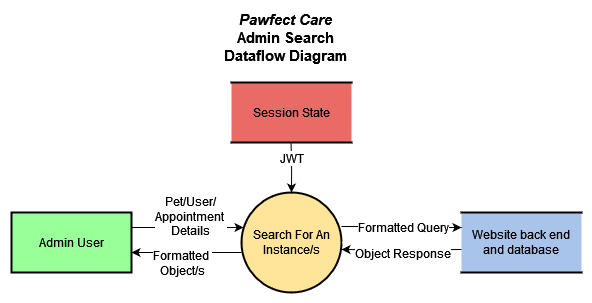 Pawfect Care
Admin Search
Dataflow Diagram
Session State
JWT
Pet/User/
Appointment
Details
Formatted
Object/s
Admin User
Search For An
Instance/s
Formatted Query
Object Response
Website back end
and database